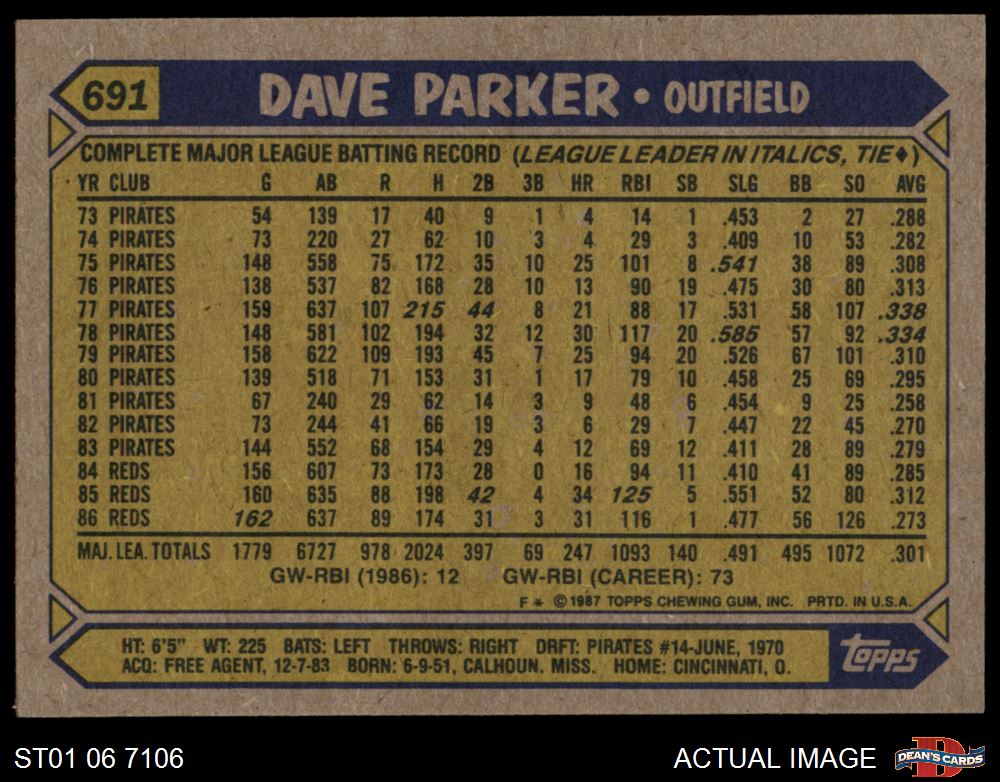 691 DAVE PARKER • OUTFIELD
COMPLETE MAJOR LEAGUE BATTING RECORD (LEAGUE LEADER IN ITALICS, TIE♦)
YR CLUB G AB R H 2B 3B HR RBI SB SLG BB SO AVG
73 PIRATES 54 139 17 40 9 1 4 14 1 .453 2 27 .288
74 PIRATES 73 220 27 62 10 3 4 29 3 .409 10 53 .282
75 PIRATES 148 558 75 172 35 10 25 101 8 .541 38 89 .308
76 PIRATES 138 537 82 168 28 10 13 90 19 .475 30 80 .313
77 PIRATES 159 637 107 215 44 8 21 88 17 .531 58 107 .338
78 PIRATES 148 581 102 194 32 12 30 117 20 .585 57 92 .334
79 PIRATES 158 622 109 193 45 7 25 94 20 .526 67 101 .310
80 PIRATES 139 518 71 153 31 1 17 79 10 .458 25 69 .295
81 PIRATES 67 240 29 62 14 3 9 48 6 .454 9 25 .258
82 PIRATES 73 244 41 66 19 3 6 29 7 .447 22 45 .270
83 PIRATES 144 552 68 154 29 4 12 69 12 .411 28 89 .279
84 REDS 156 607 73 173 28 0 16 94 11 .410 41 89 .285
85 REDS 160 635 88 198 42 4 34 125 5 .551 52 80 .312
86 REDS 162 637 89 174 31 3 31 116 1 .477 56 126 .273
MAJ. LEA. TOTALS 1779 6727 978 2024 397 69 247 1093 140 .491 495 1072 .301
GW-RBI (1986): 12 GW-RBI (CAREER): 73
F * © 1987 TOPPS CHEWING GUM, INC. PRTD. IN U.S.A.
HT: 6'5" WT: 225 BATS: LEFT THROWS: RIGHT DRFT: PIRATES #14-JUNE, 1970
ACQ: FREE AGENT, 12-7-83 BORN: 6-9-51, CALHOUN. MISS. HOME: CINCINNATI, O.
topps
ST01 06 7106
ACTUAL IMAGE
D
DEAN'S CARDS